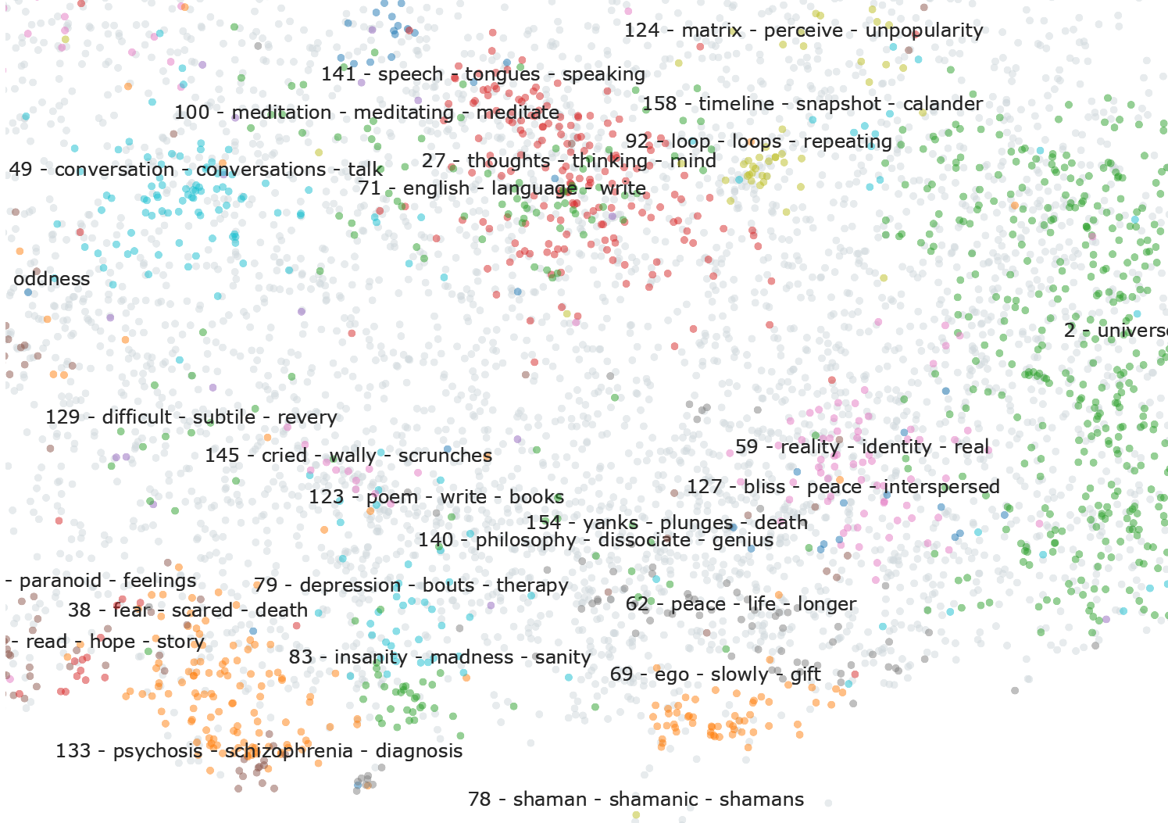 124 - matrix - perceive - unpopularity
141 - speech - tongues - speaking
158 - timeline - snapshot - calander
100 - meditation - meditating - meditate
92 - loop - loops - repeating
27 - thoughts - thinking - mind
49 - conversation - conversations - talk
71 - english - language - write
oddness
2 - universe
129 - difficult - subtile - revery
59 - reality - identity - real
145 - cried - wally - scrunches
127 - bliss - peace - interspersed
123 - poem - write - books
154 - yanks - plunges - death
140 - philosophy - dissociate - genius
- paranoid - feelings
79 - depression - bouts - therapy
62 - peace - life - longer
38 - fear - scared - death
- read - hope - story
83 - insanity - madness - sanity
69 - ego - slowly - gift
133 - psychosis - schizophrenia - diagnosis
78 - shaman - shamanic - shamans